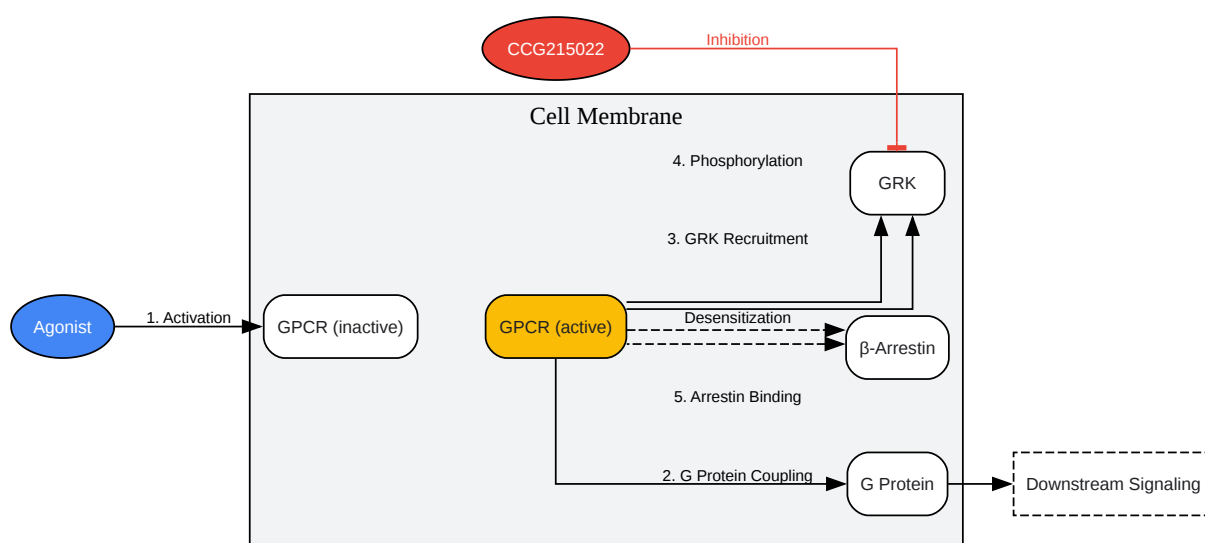 CCG215022
Inhibition
Cell Membrane
4. Phosphorylation
GRK
3. GRK Recruitment
Agonist
1. Activation
GPCR (inactive)
GPCR (active)
Desensitization
β-Arrestin
5. Arrestin Binding
2. G Protein Coupling
G Protein
Downstream Signaling